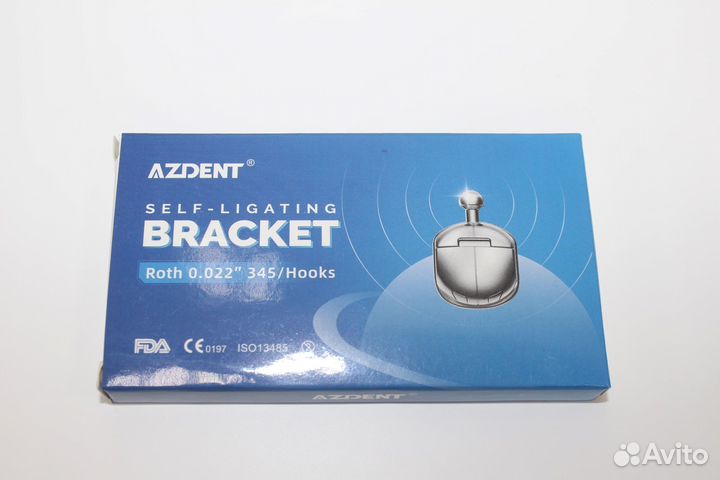 AZDENT®
SELF-LIGATING
BRACKET
Roth 0.022" 345/Hooks
FDA CE 0197 ISO13485
AZDENT®
Avito